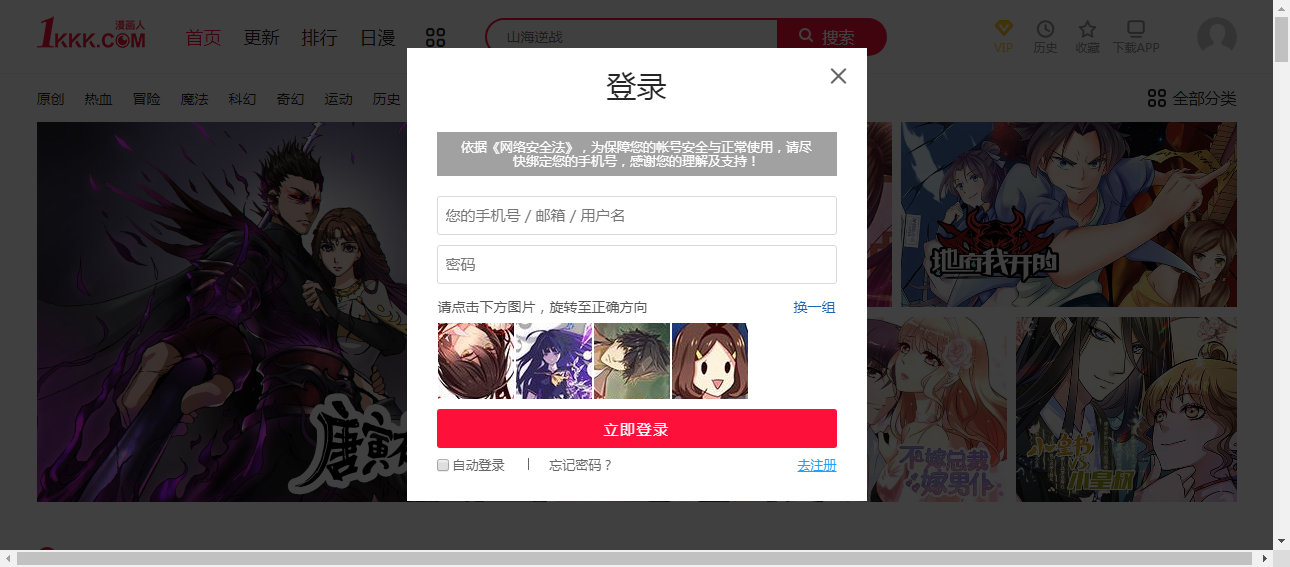 1KKK.COM 漫画人
首页 更新 排行 日漫
山海逆战
搜索
VIP 历史 收藏 下载APP
原创 热血 冒险 魔法 科幻 奇幻 运动 历史
全部分类
登录
依据《网络安全法》，为保障您的帐号安全与正常使用，请尽
快绑定您的手机号，感谢您的理解及支持！
您的手机号 / 邮箱 / 用户名
密码
请点击下方图片，旋转至正确方向 换一组
立即登录
自动登录 | 忘记密码？ 去注册
地府我开的
唐寅
不嫁总裁
嫁男仆